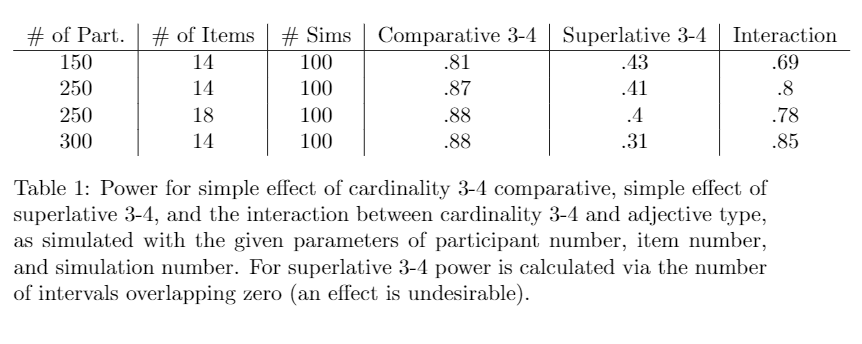 # of Part. # of Items # Sims Comparative 3-4 Superlative 3-4 Interaction
150 14 100 .81 .43 .69
250 14 100 .87 .41 .8
250 18 100 .88 .4 .78
300 14 100 .88 .31 .85
Table 1: Power for simple effect of cardinality 3-4 comparative, simple effect of
superlative 3-4, and the interaction between cardinality 3-4 and adjective type,
as simulated with the given parameters of participant number, item number,
and simulation number. For superlative 3-4 power is calculated via the number
of intervals overlapping zero (an effect is undesirable).